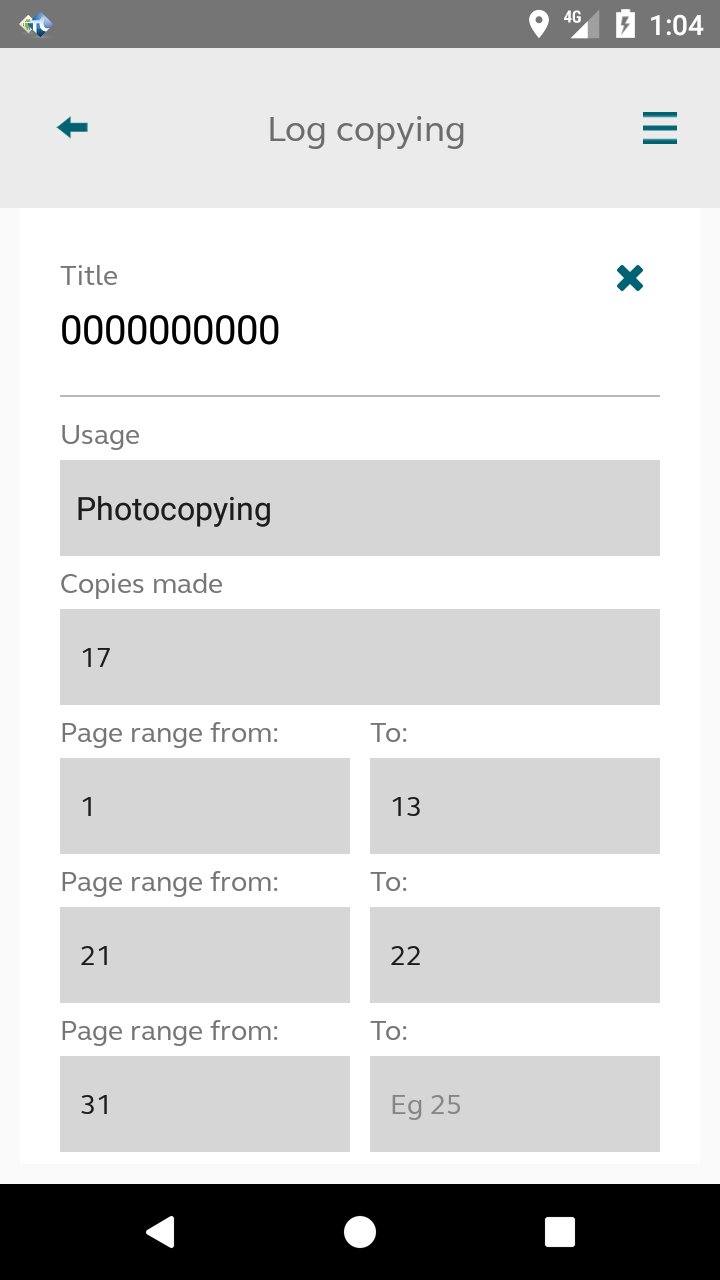 4G 1:04
Log copying
Title
0000000000
Usage
Photocopying
Copies made
17
Page range from: To:
1 13
Page range from: To:
21 22
Page range from: To:
31 Eg 25